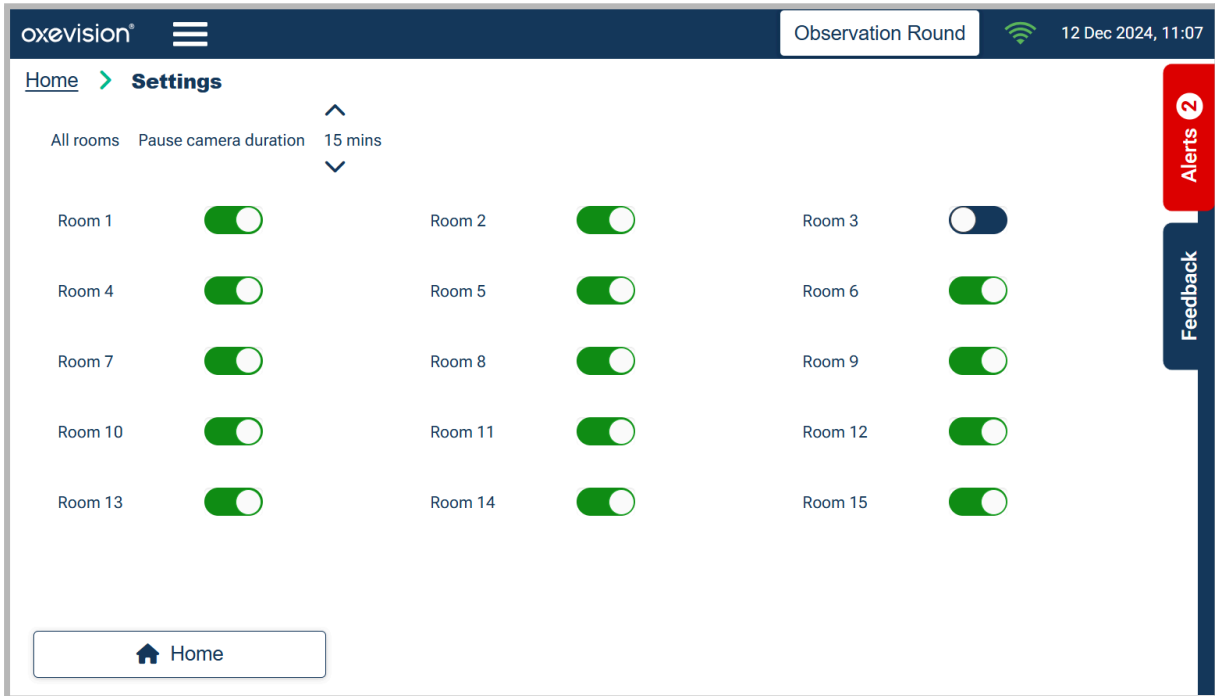 oxevision®
Observation Round
12 Dec 2024, 11:07
Home > Settings
All rooms Pause camera duration 15 mins
Room 1 Room 2 Room 3
Room 4 Room 5 Room 6
Room 7 Room 8 Room 9
Room 10 Room 11 Room 12
Room 13 Room 14 Room 15
Home
Alerts 2
Feedback